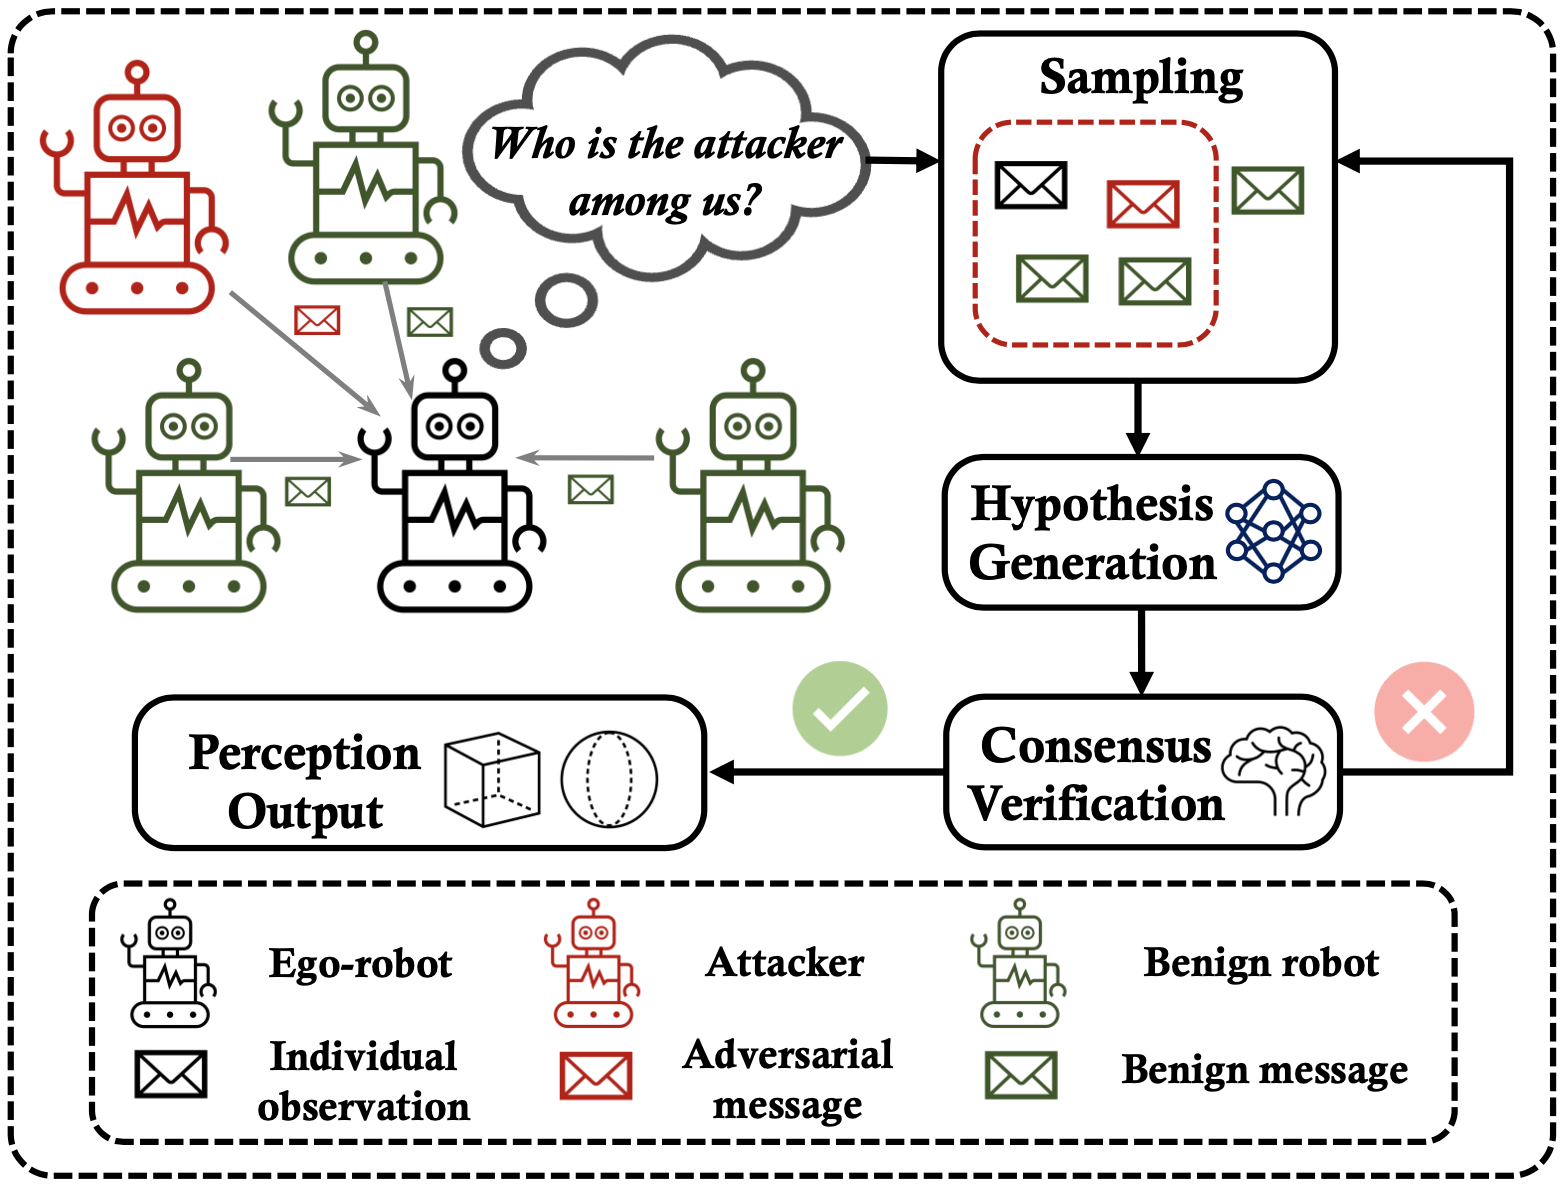 Who is the attacker
among us?
Sampling
Hypothesis
Generation
Consensus
Verification
Perception
Output
Ego-robot
Attacker
Benign robot
Individual
observation
Adversarial
message
Benign message